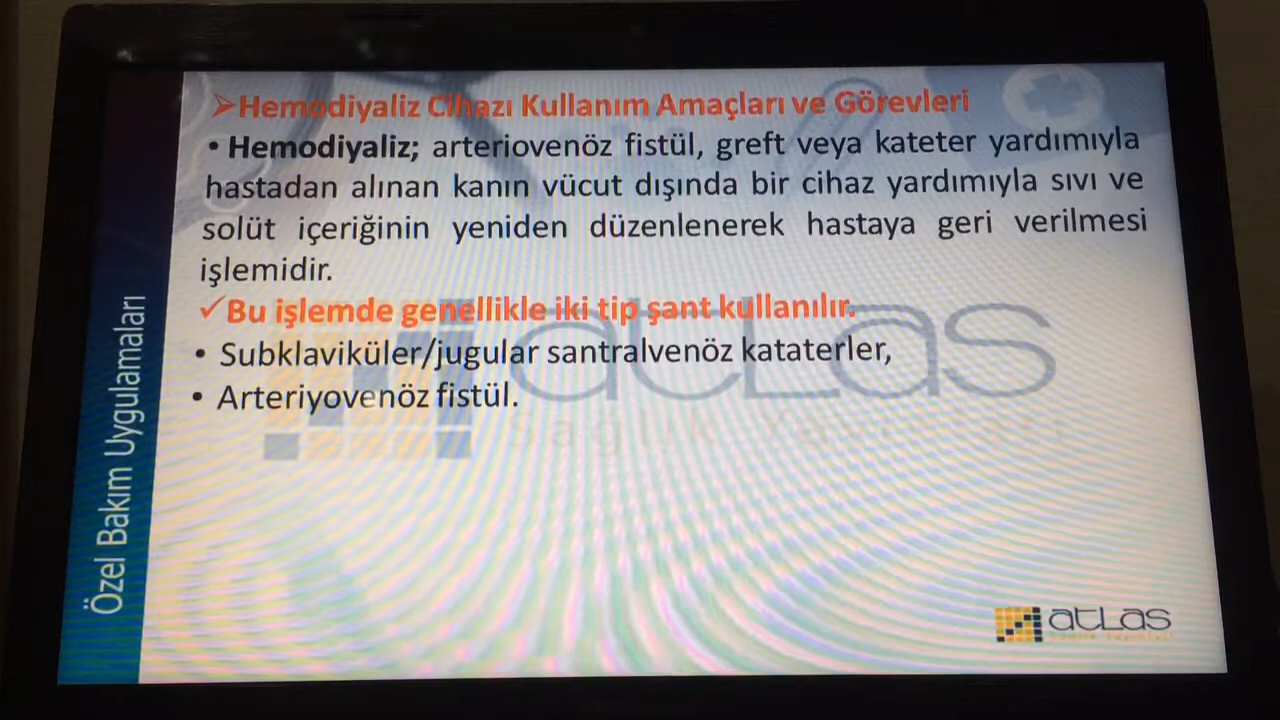 ➢Hemodiyaliz Cihazı Kullanım Amaçları ve Görevleri
• Hemodiyaliz; arteriovenöz fistül, greft veya kateter yardımıyla
hastadan alınan kanın vücut dışında bir cihaz yardımıyla sıvı ve
solüt içeriğinin yeniden düzenlenerek hastaya geri verilmesi
işlemidir.
✓Bu işlemde genellikle iki tip şant kullanılır.
• Subklaviküler/jugular santralvenöz kataterler,
• Arteriyovenöz fistül.
Özel Bakım Uygulamaları
atlas
Sağlık
atlas